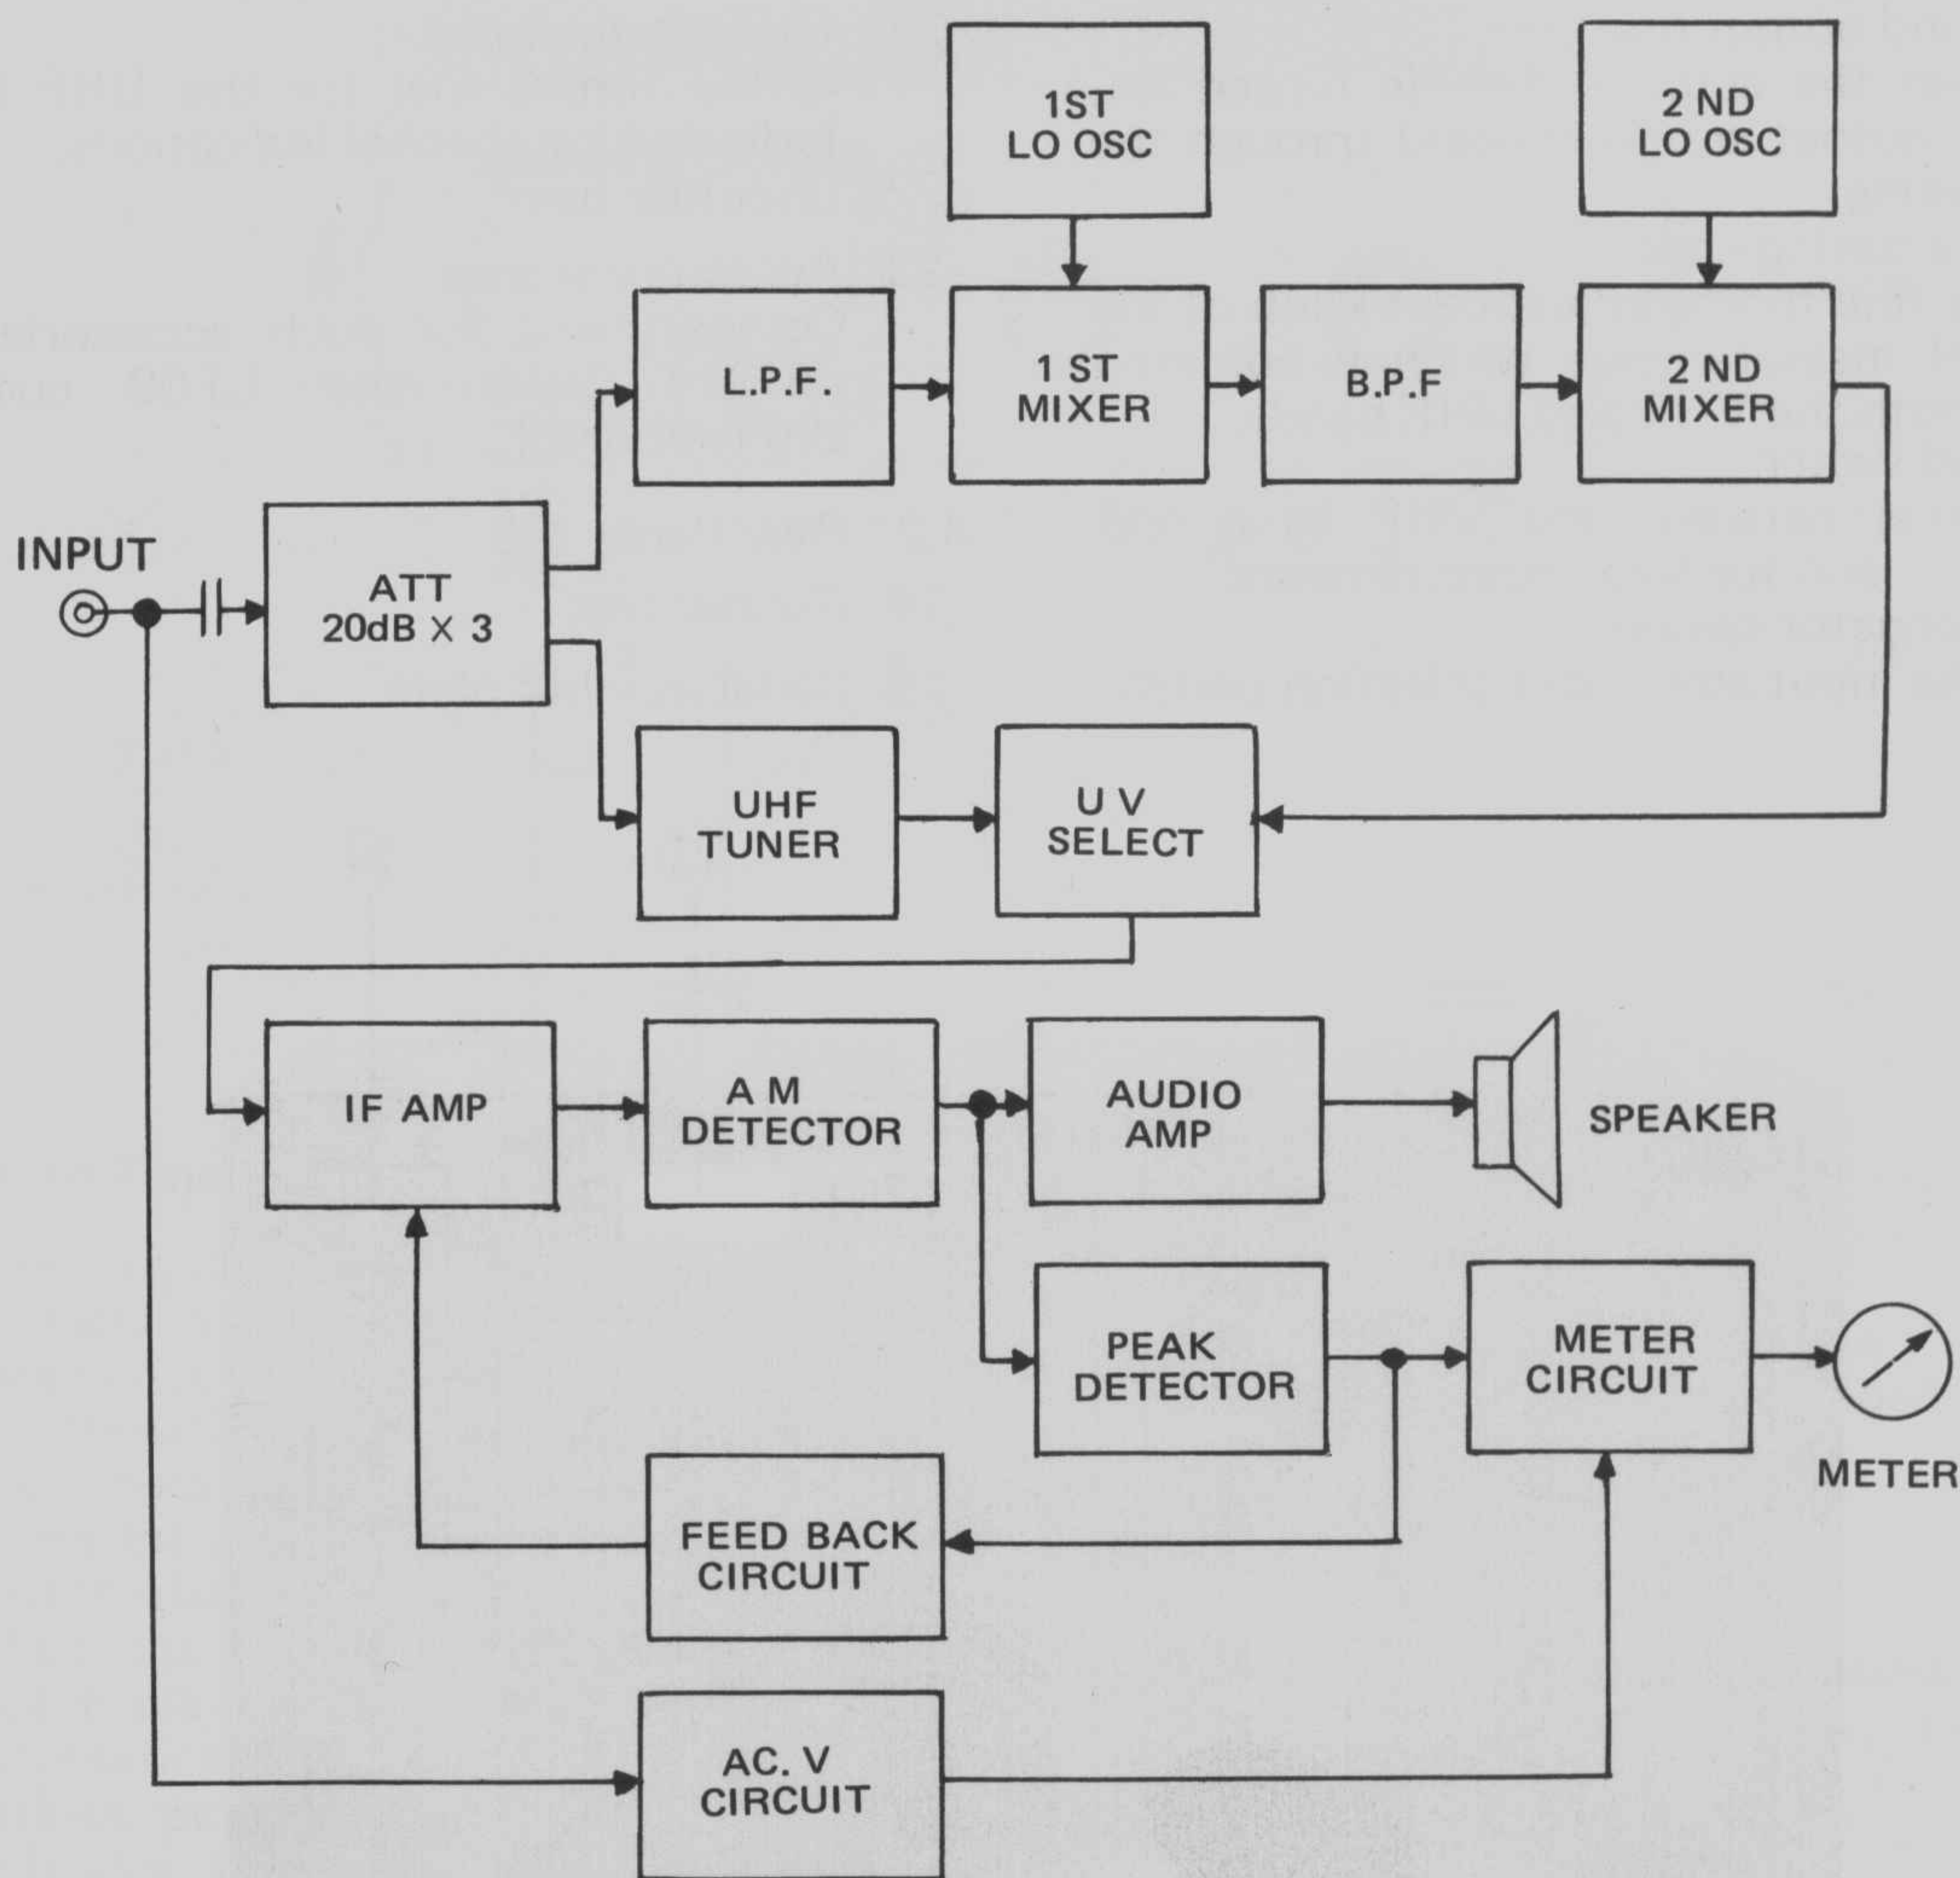 1ST
LO OSC
2 ND
LO OSC
L.P.F.
1 ST
MIXER
B.P.F
2 ND
MIXER
INPUT
ATT
20dB X 3
UHF
TUNER
U V
SELECT
IF AMP
A M
DETECTOR
AUDIO
AMP
SPEAKER
PEAK
DETECTOR
METER
CIRCUIT
METER
FEED BACK
CIRCUIT
AC. V
CIRCUIT